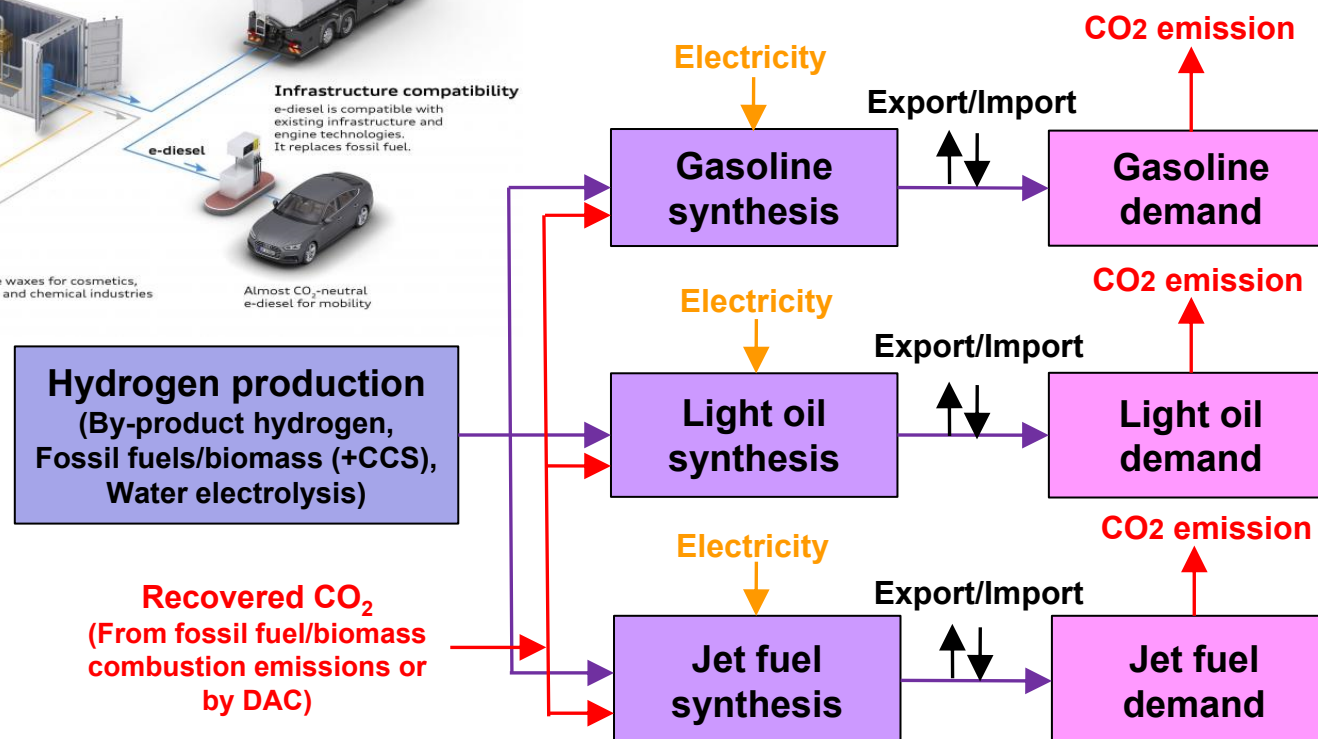 Infrastructure compatibility
e-diesel is compatible with
existing infrastructure and
engine technologies.
It replaces fossil fuel.
e-diesel
waxes for cosmetics,
and chemical industries
Almost CO₂-neutral
e-diesel for mobility
Hydrogen production
(By-product hydrogen,
Fossil fuels/biomass (+CCS),
Water electrolysis)
Recovered CO₂
(From fossil fuel/biomass
combustion emissions or
by DAC)
Electricity
Gasoline
synthesis
Export/Import
CO2 emission
Gasoline
demand
Electricity
Light oil
synthesis
Export/Import
CO2 emission
Light oil
demand
Electricity
Jet fuel
synthesis
Export/Import
CO2 emission
Jet fuel
demand